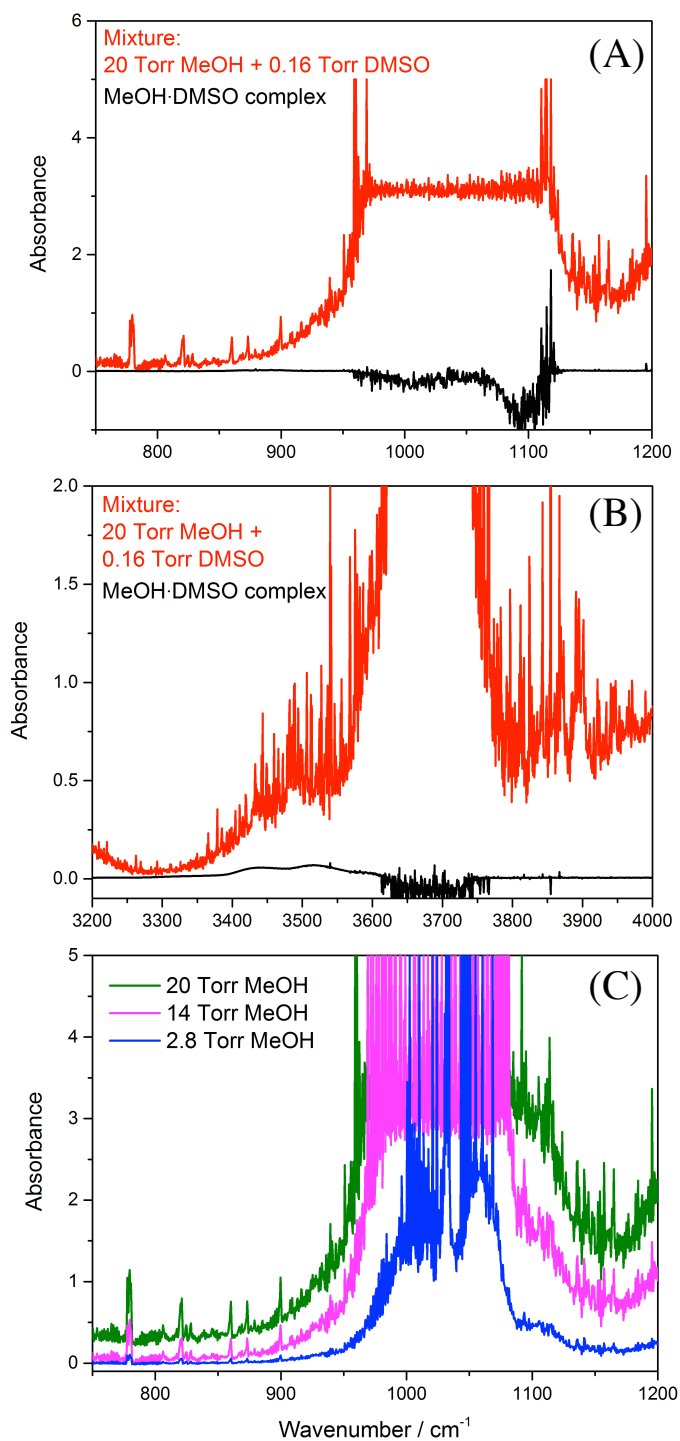 (A)
Mixture:
20 Torr MeOH + 0.16 Torr DMSO
MeOH·DMSO complex
Absorbance
6
4
2
0
800 900 1000 1100 1200
(B)
Mixture:
20 Torr MeOH +
0.16 Torr DMSO
MeOH·DMSO complex
Absorbance
2.0
1.5
1.0
0.5
0.0
3200 3300 3400 3500 3600 3700 3800 3900 4000
(C)
20 Torr MeOH
14 Torr MeOH
2.8 Torr MeOH
Absorbance
5
4
3
2
1
0
800 900 1000 1100 1200
Wavenumber / cm⁻¹